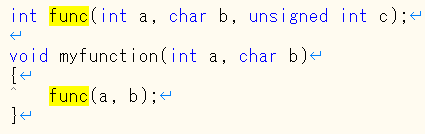 int func(int a, char b, unsigned int c);↵
↵
void myfunction(int a, char b)↵
{↵
^   func(a, b);↵
}↵